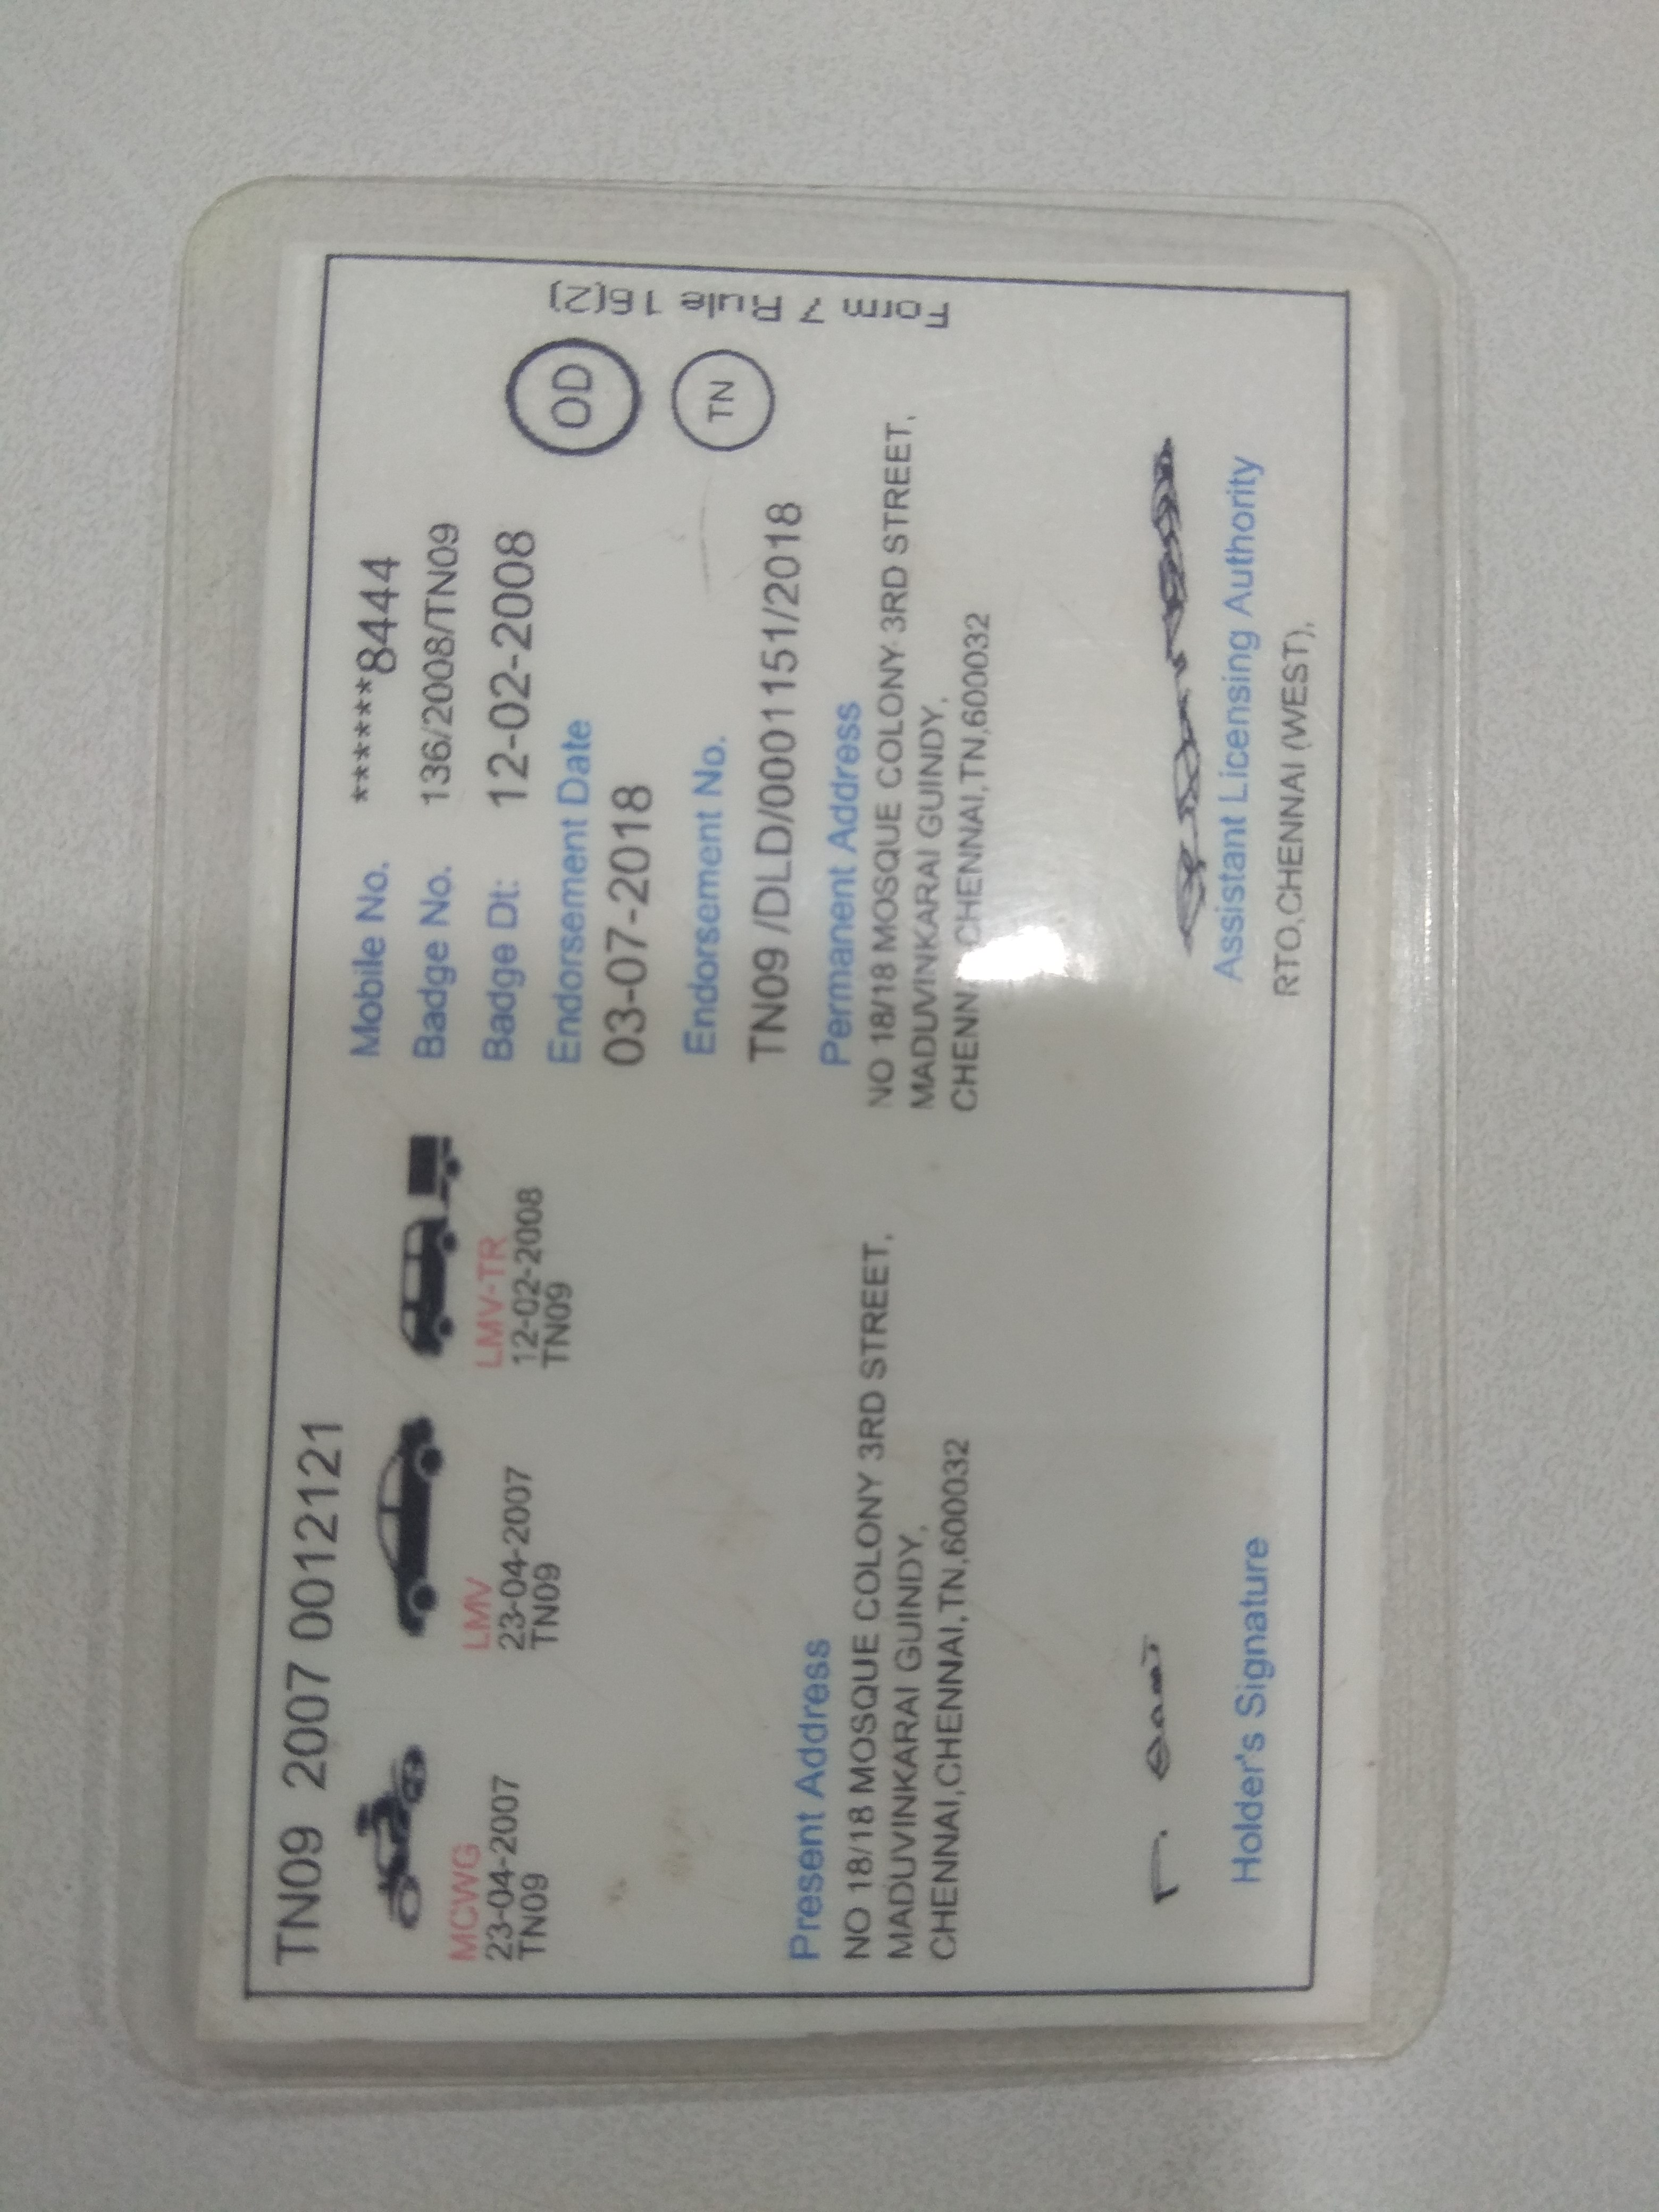 TN09 2007 0012121
MCWG
23-04-2007
TN09
LMV
23-04-2007
TN09
LMV-TR
12-02-2008
TN09
Mobile No. ******8444
Badge No. 136/2008/TN09
Badge Dt: 12-02-2008
Endorsement Date
03-07-2018
Endorsement No.
TN09 /DLD/0001151/2018
OD
TN
Form 7 Rule 16(2)
Present Address
NO 18/18 MOSQUE COLONY 3RD STREET,
MADUVINKARAI GUINDY,
CHENNAI,CHENNAI,TN,600032
Permanent Address
NO 18/18 MOSQUE COLONY 3RD STREET,
MADUVINKARAI GUINDY,
CHENNAI,CHENNAI,TN,600032
Holder's Signature
Assistant Licensing Authority
RTO,CHENNAI (WEST),